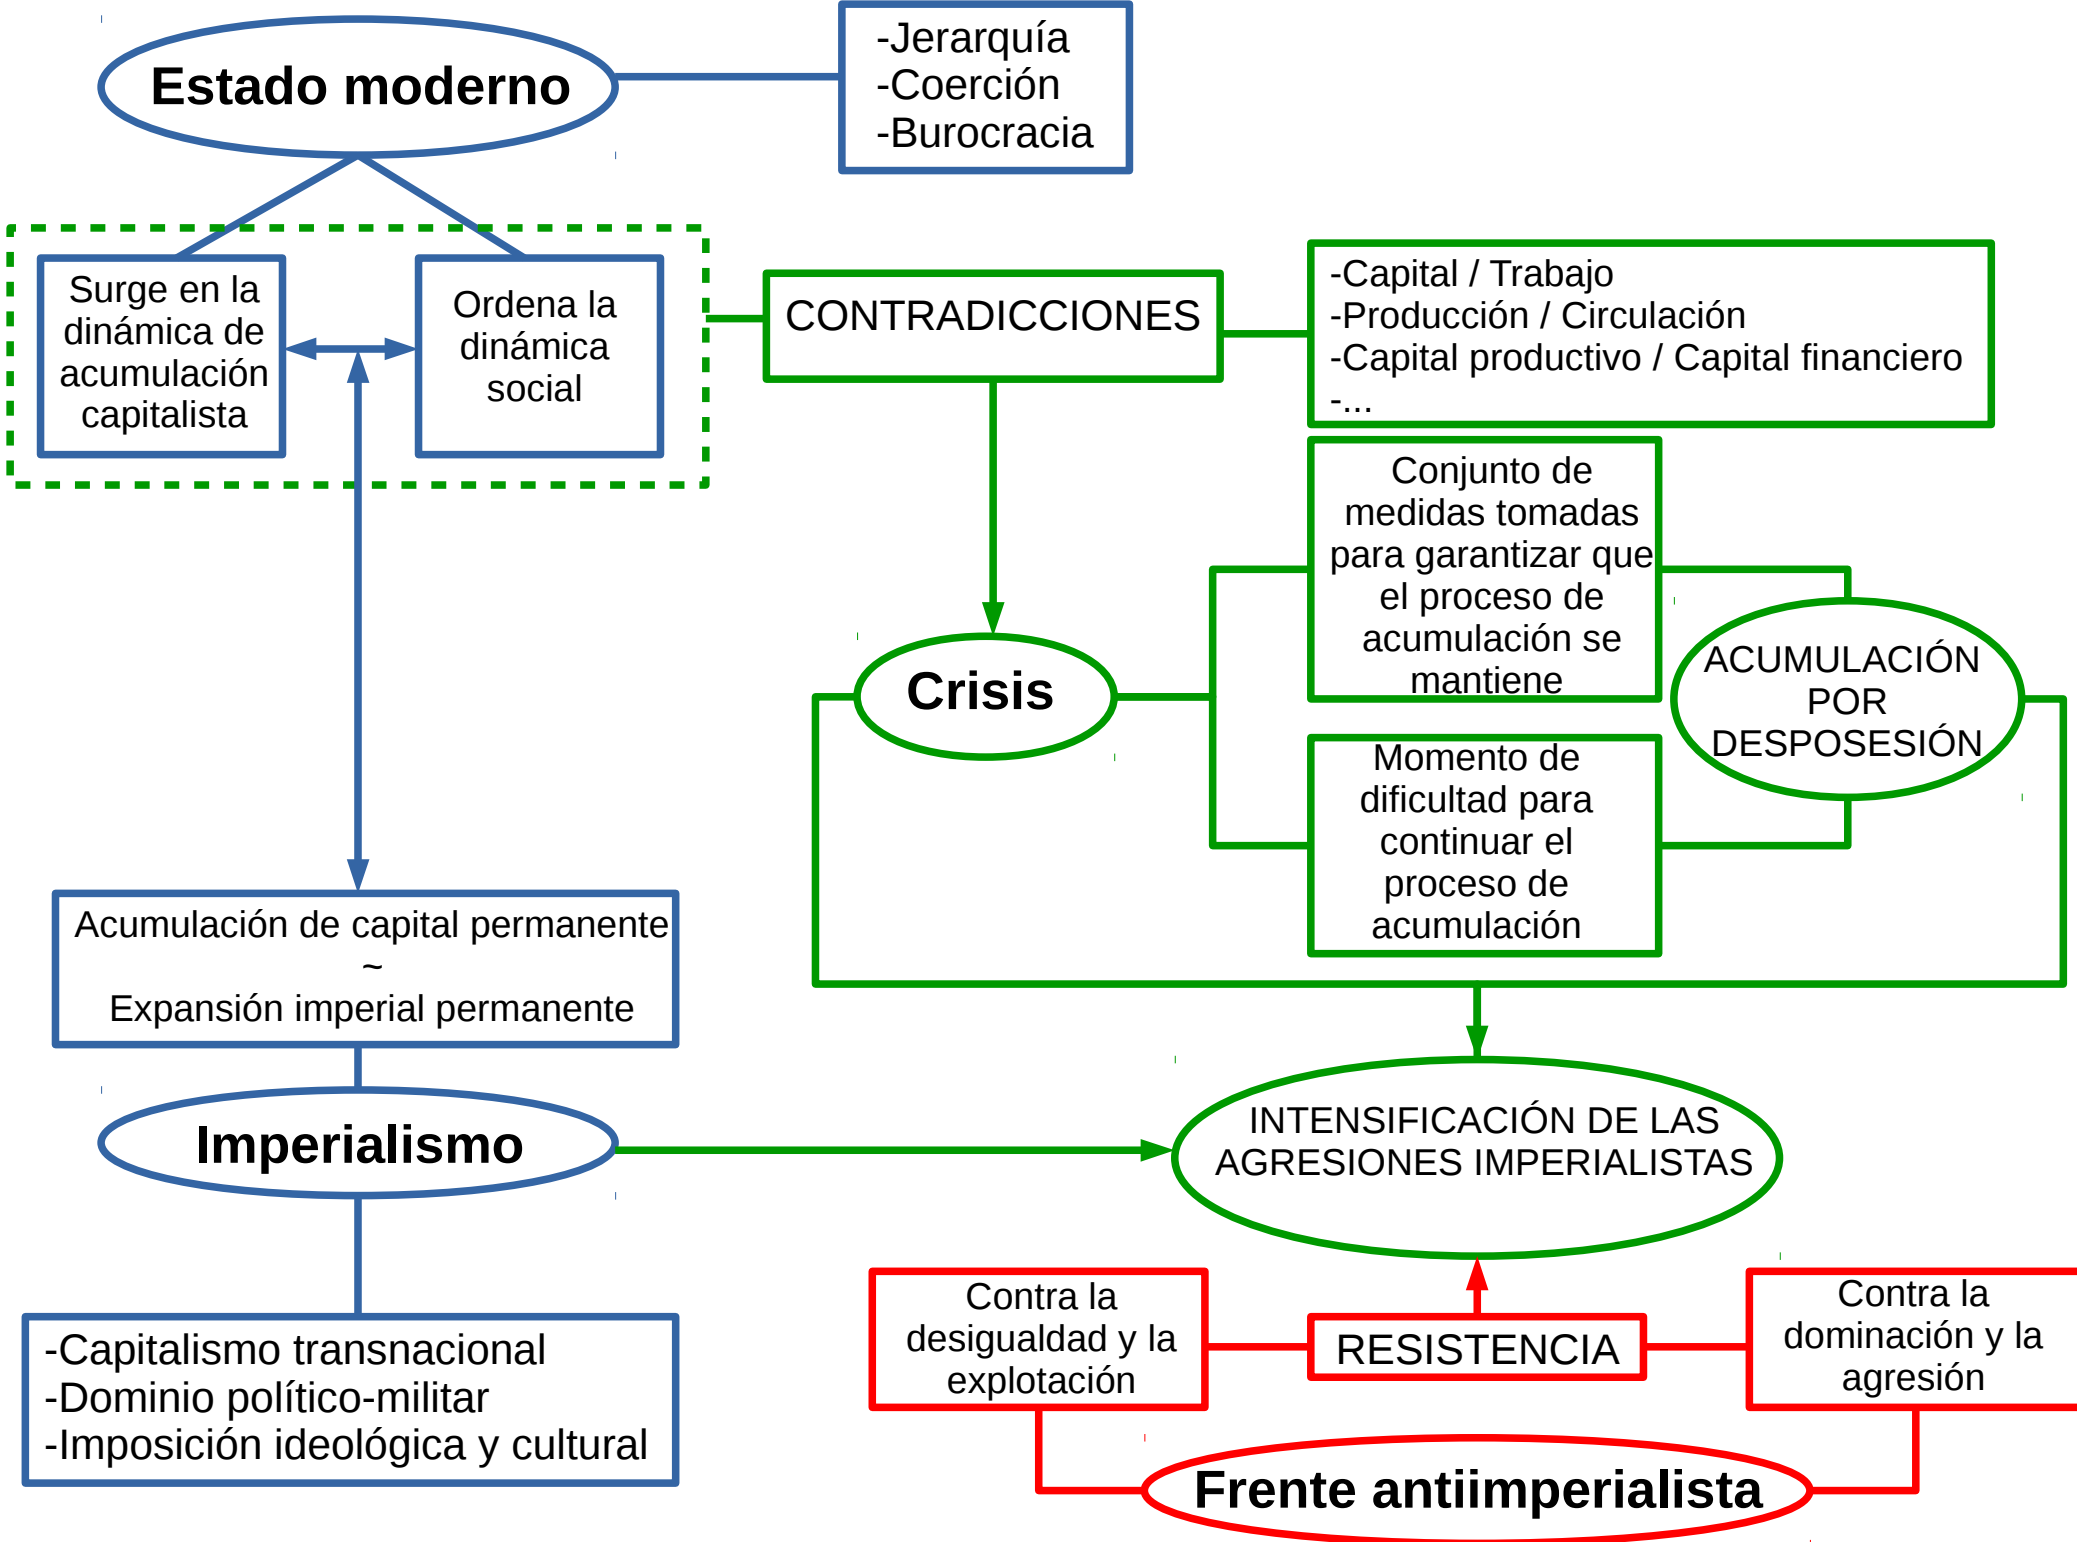 Estado moderno
-Jerarquía
-Coerción
-Burocracia
Surge en la
dinámica de
acumulación
capitalista
Ordena la
dinámica
social
CONTRADICCIONES
-Capital / Trabajo
-Producción / Circulación
-Capital productivo / Capital financiero
-...
Conjunto de
medidas tomadas
para garantizar que
el proceso de
acumulación se
mantiene
Crisis
ACUMULACIÓN
POR
DESPOSESIÓN
Momento de
dificultad para
continuar el
proceso de
acumulación
Acumulación de capital permanente
~
Expansión imperial permanente
Imperialismo
INTENSIFICACIÓN DE LAS
AGRESIONES IMPERIALISTAS
-Capitalismo transnacional
-Dominio político-militar
-Imposición ideológica y cultural
Contra la
desigualdad y la
explotación
RESISTENCIA
Contra la
dominación y la
agresión
Frente antiimperialista